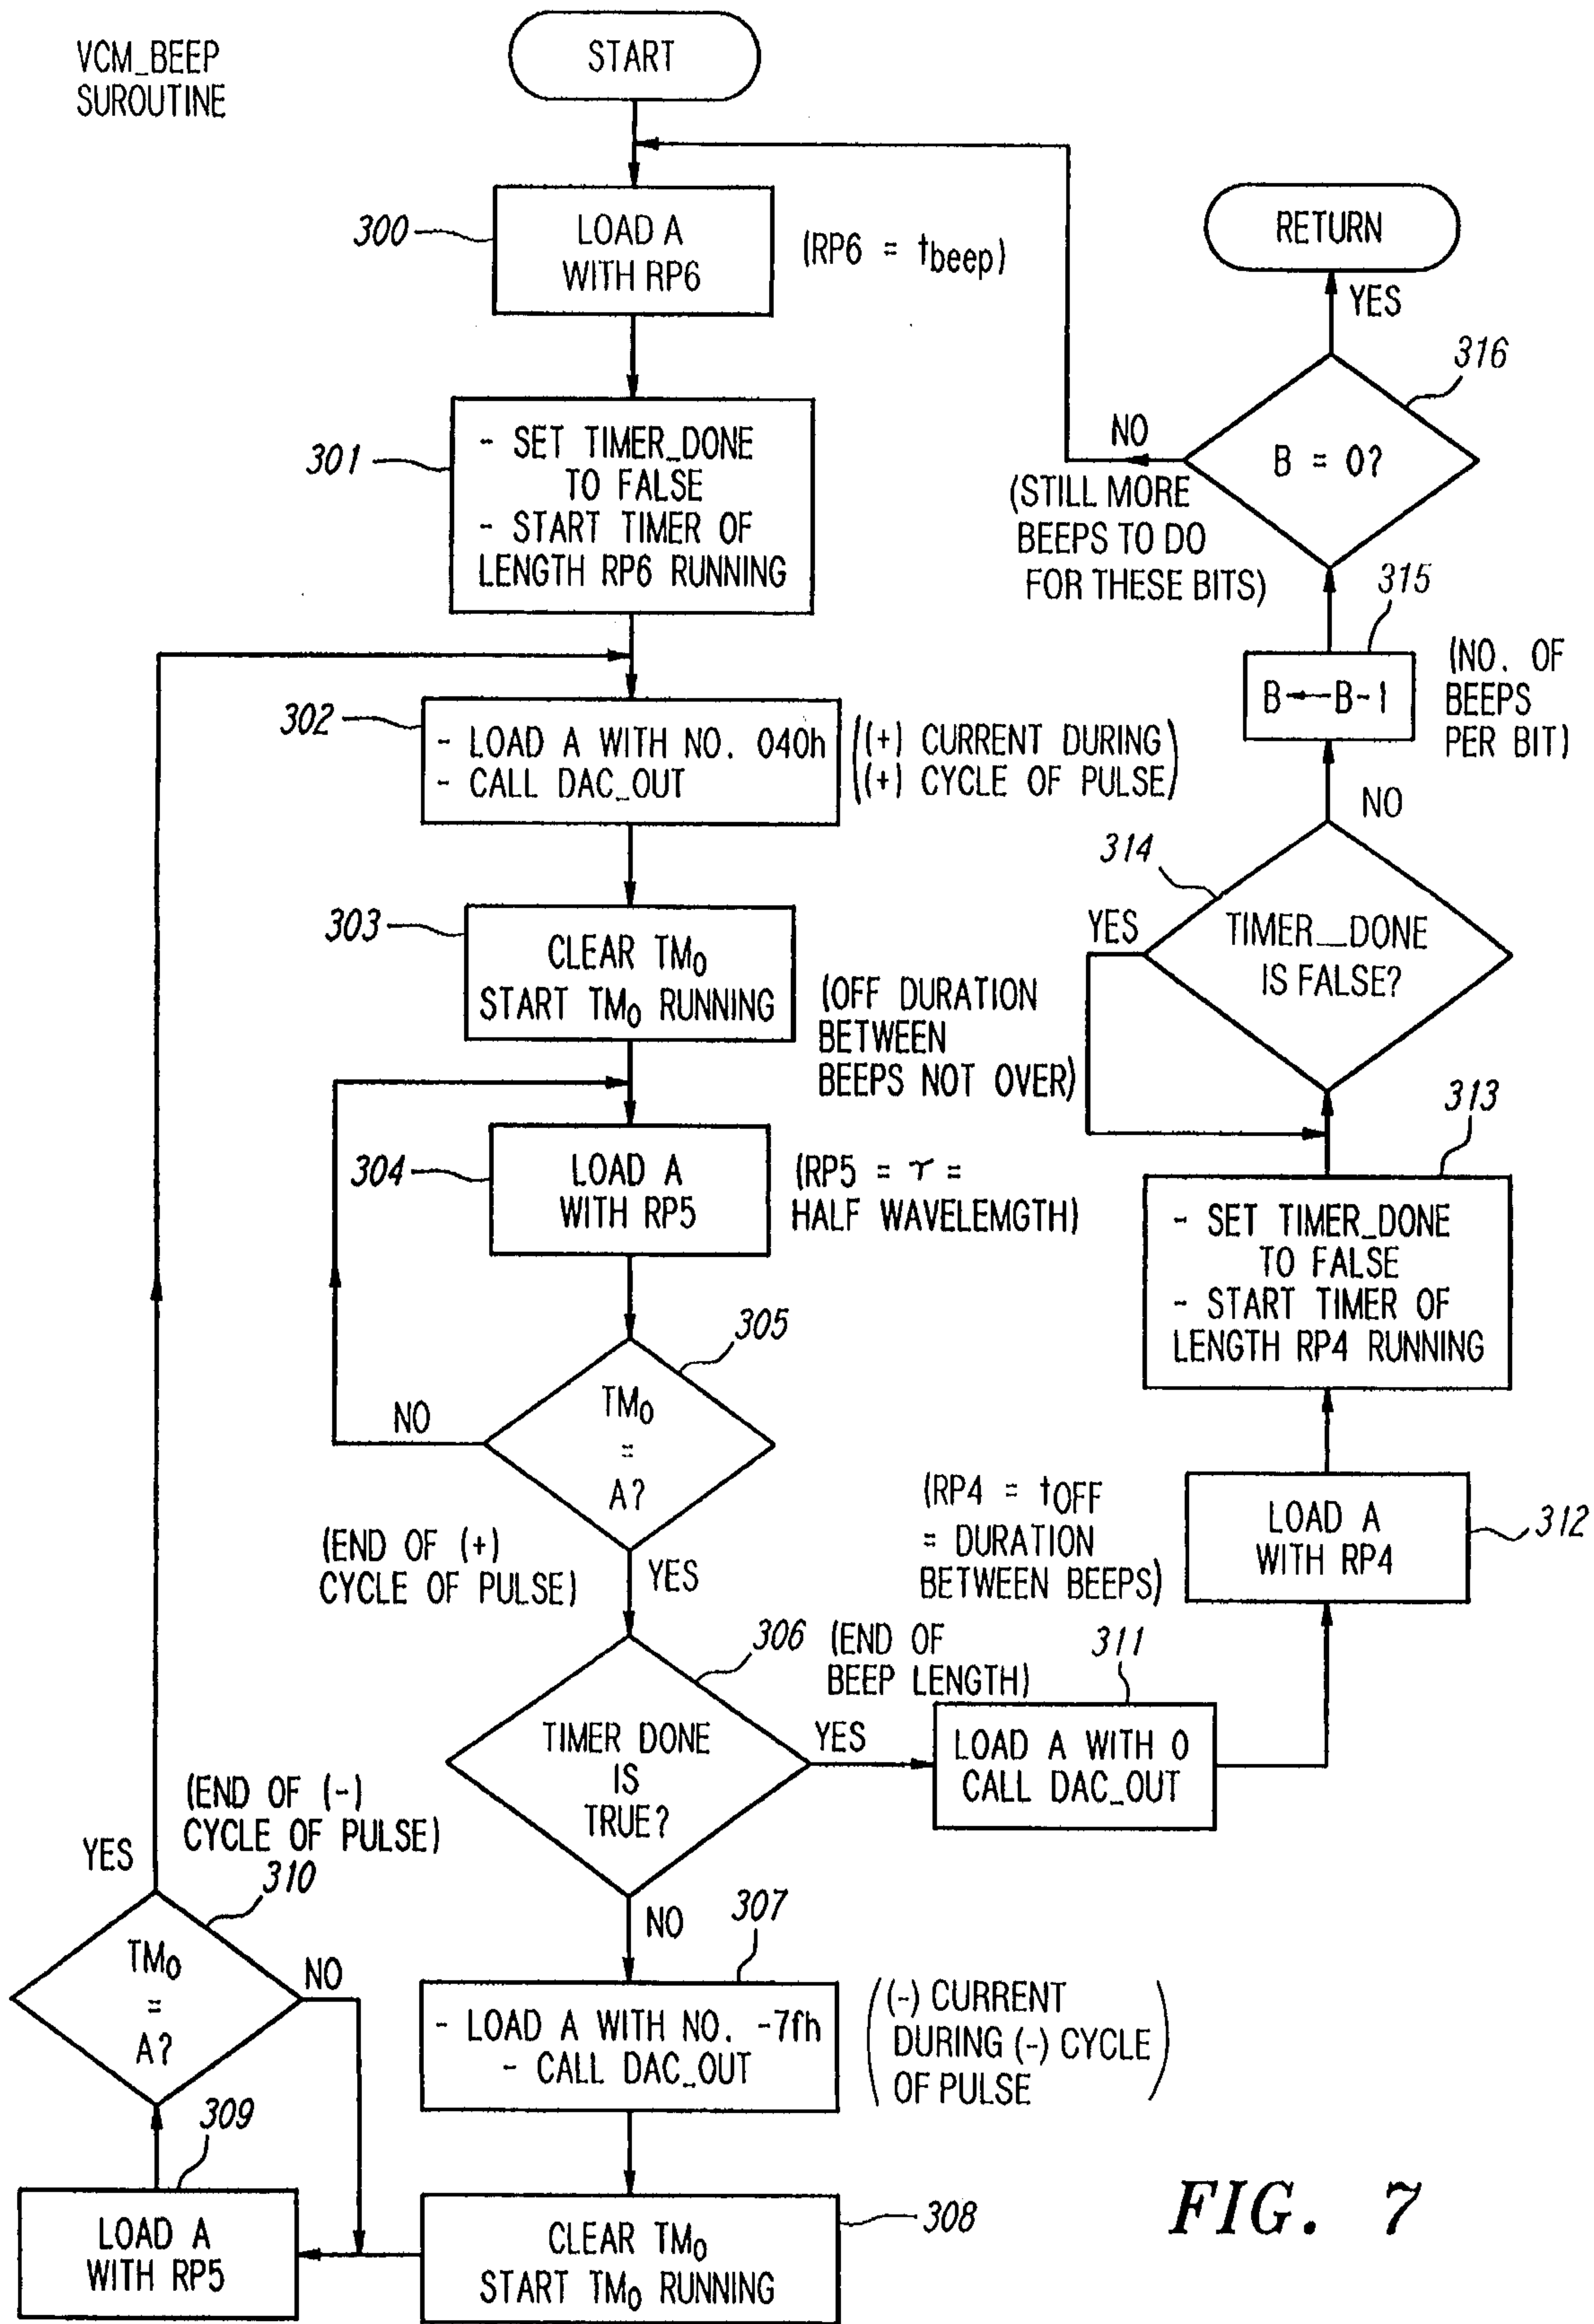 VCM_BEEP
SUROUTINE
START
300
LOAD A
WITH RP6
(RP6 = tbeep)
301
- SET TIMER_DONE
TO FALSE
- START TIMER OF
LENGTH RP6 RUNNING
302
- LOAD A WITH NO. 040h
- CALL DAC_OUT
((+) CURRENT DURING)
((+) CYCLE OF PULSE)
303
CLEAR TM0
START TM0 RUNNING
304
LOAD A
WITH RP5
(RP5 = τ =
HALF WAVELEMGTH)
305
TM0
=
A?
NO
(END OF (+)
CYCLE OF PULSE)
YES
306
TIMER DONE
IS
TRUE?
(END OF
BEEP LENGTH)
YES
NO
307
- LOAD A WITH NO. -7fh
- CALL DAC_OUT
((-) CURRENT
DURING (-) CYCLE
OF PULSE)
308
CLEAR TM0
START TM0 RUNNING
309
LOAD A
WITH RP5
310
TM0
=
A?
NO
YES
(END OF (-)
CYCLE OF PULSE)
311
LOAD A WITH 0
CALL DAC_OUT
312
LOAD A
WITH RP4
(RP4 = tOFF
= DURATION
BETWEEN BEEPS)
313
- SET TIMER_DONE
TO FALSE
- START TIMER OF
LENGTH RP4 RUNNING
314
TIMER_DONE
IS FALSE?
YES
(OFF DURATION
BETWEEN
BEEPS NOT OVER)
NO
315
B←B-1
(NO. OF
BEEPS
PER BIT)
316
B = 0?
NO
(STILL MORE
BEEPS TO DO
FOR THESE BITS)
YES
RETURN
FIG. 7